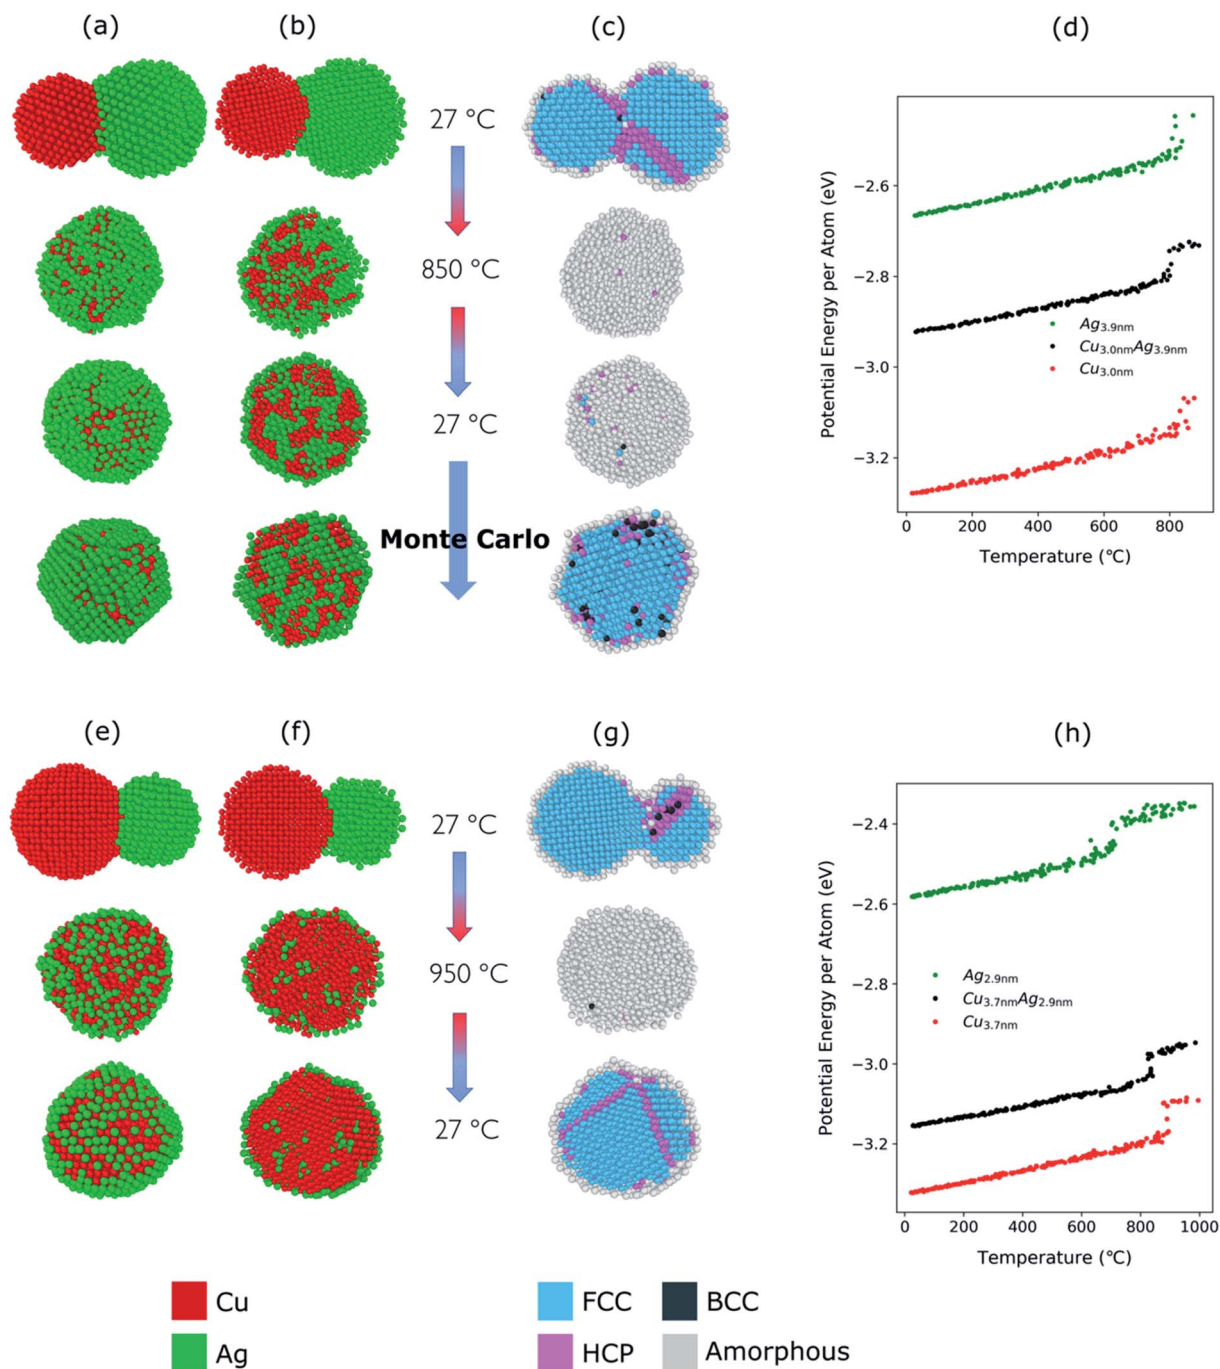 (a)
(b)
(c)
(d)
27 °C
850 °C
27 °C
Monte Carlo
Potential Energy per Atom (eV)
−2.6
−2.8
−3.0
−3.2
Ag3.9nm
Cu3.0nmAg3.9nm
Cu3.0nm
0
200
400
600
800
Temperature (°C)
(e)
(f)
(g)
(h)
27 °C
950 °C
27 °C
Potential Energy per Atom (eV)
−2.4
−2.6
−2.8
−3.0
−3.2
Ag2.9nm
Cu3.7nmAg2.9nm
Cu3.7nm
0
200
400
600
800
1000
Temperature (°C)
Cu
FCC
BCC
Ag
HCP
Amorphous